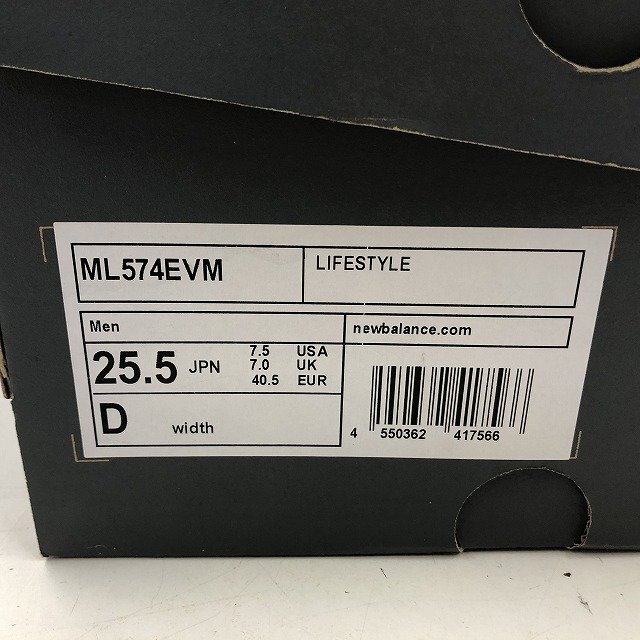 ML574EVM
LIFESTYLE
Men
newbalance.com
25.5 JPN
7.5 USA
7.0 UK
40.5 EUR
D width
4 550362 417566